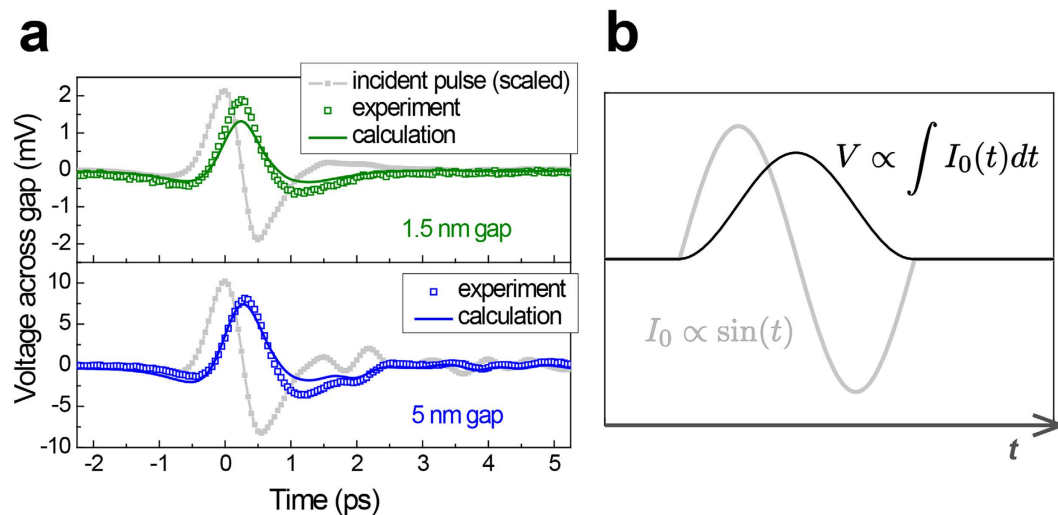 a
b
Voltage across gap (mV)
incident pulse (scaled)
experiment
calculation
2
1
0
-1
-2
1.5 nm gap
experiment
calculation
10
5
0
-5
-10
5 nm gap
-2
-1
0
1
2
3
4
5
Time (ps)
V ∝ ∫ I₀(t)dt
I₀ ∝ sin(t)
t